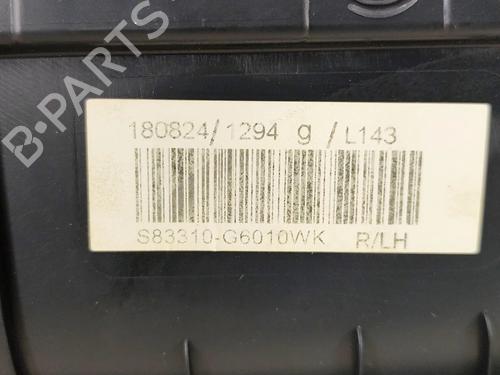 B-PARTS
180824/1294 g /L143
S83310-G6010WK R/LH